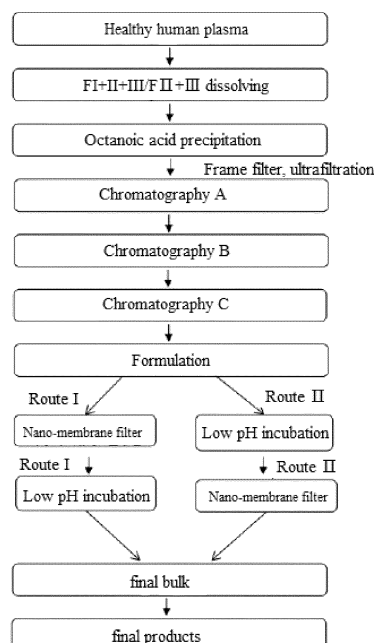 Healthy human plasma
FI+II+III/FⅡ+Ⅲ dissolving
Octanoic acid precipitation
Frame filter, ultrafiltration
Chromatography A
Chromatography B
Chromatography C
Formulation
Route I
Route Ⅱ
Nano-membrane filter
Low pH incubation
Route I
Route Ⅱ
Low pH incubation
Nano-membrane filter
final bulk
final products